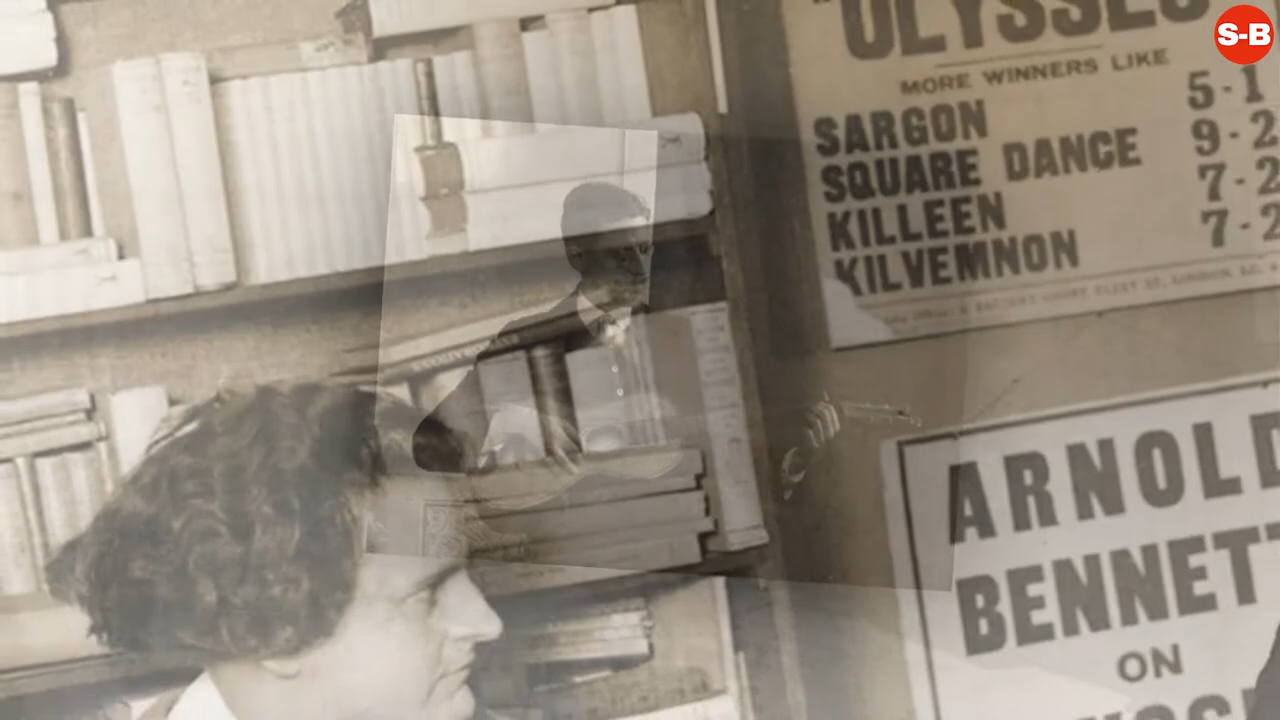 S-B
"ULYSSES
MORE WINNERS LIKE
SARGON 5-1
SQUARE DANCE 9-2
KILLEEN 7-2
KILVEMNON 7-2
ARNOLD
BENNETT
ON